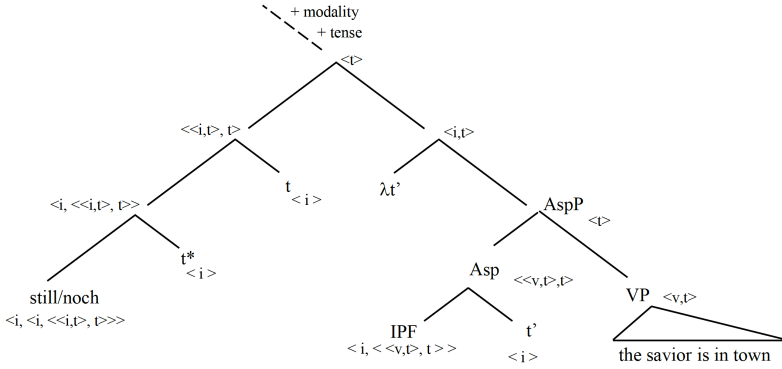 + modality
+ tense
<t>
<<i,t>, t>
<i,t>
t
< i >
λt’
<i, <<i,t>, t>>
AspP
<t>
t*
< i >
Asp
<<v,t>,t>
still/noch
<i, <i, <<i,t>, t>>>
VP
<v,t>
IPF
< i, < <v,t>, t > >
t’
< i >
the savior is in town